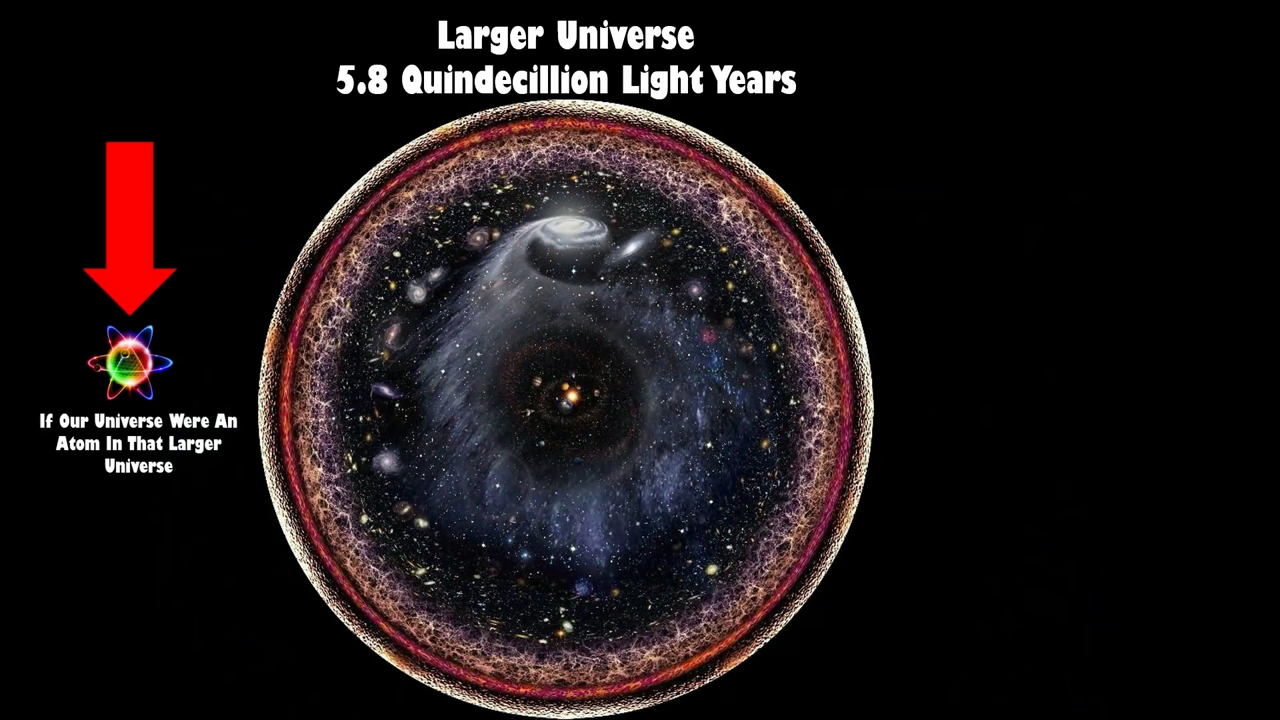 Larger Universe
5.8 Quindecillion Light Years
If Our Universe Were An
Atom In That Larger
Universe